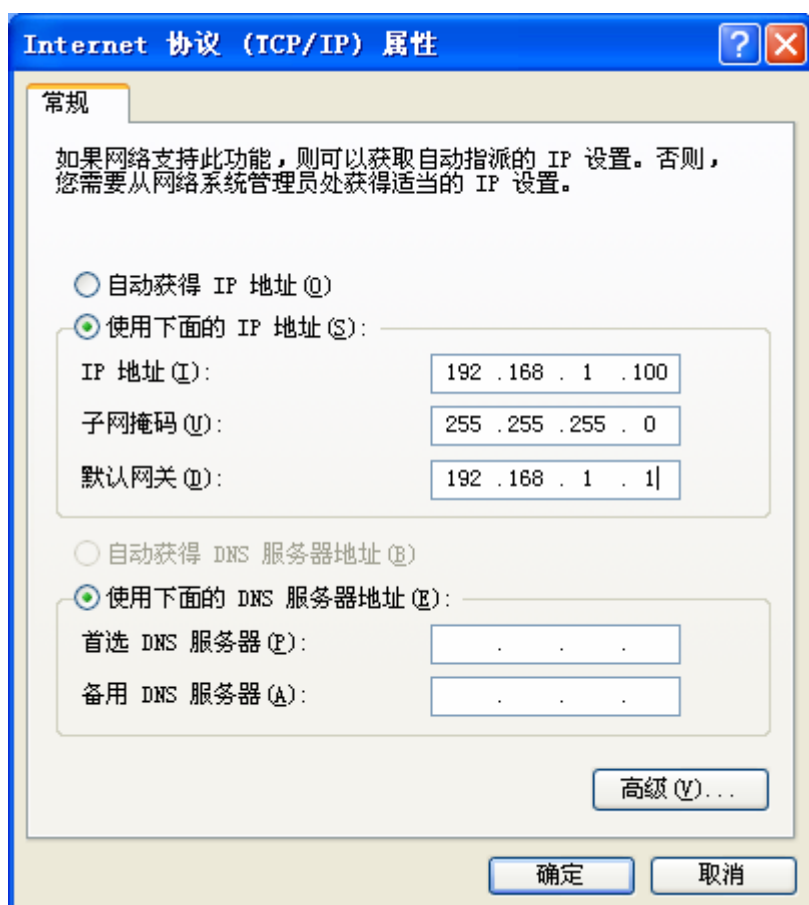 Internet 协议 (TCP/IP) 属性
常规
如果网络支持此功能，则可以获取自动指派的 IP 设置。否则，
您需要从网络系统管理员处获得适当的 IP 设置。
自动获得 IP 地址(O)
使用下面的 IP 地址(S):
IP 地址(I): 192 .168 . 1 .100
子网掩码(U): 255 .255 .255 . 0
默认网关(D): 192 .168 . 1 . 1
自动获得 DNS 服务器地址(B)
使用下面的 DNS 服务器地址(E):
首选 DNS 服务器(P): . . .
备用 DNS 服务器(A): . . .
高级(V)...
确定 取消